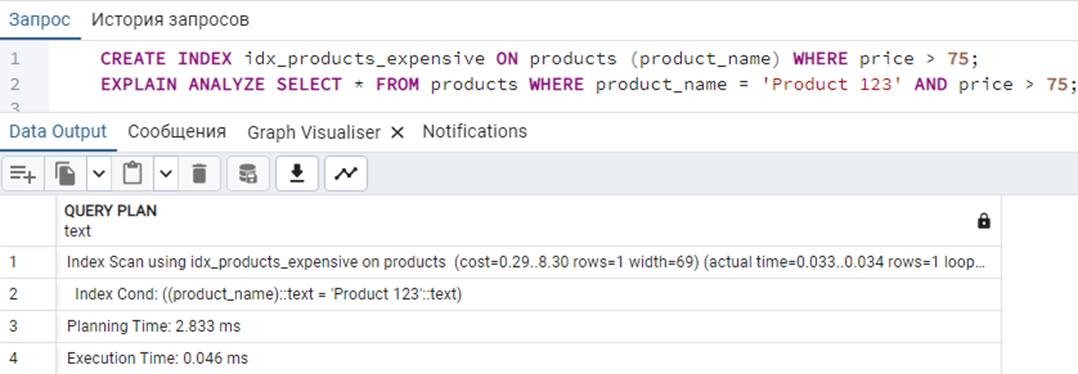 Запрос История запросов
1 CREATE INDEX idx_products_expensive ON products (product_name) WHERE price > 75;
2 EXPLAIN ANALYZE SELECT * FROM products WHERE product_name = 'Product 123' AND price > 75;
3
Data Output Сообщения Graph Visualiser × Notifications
QUERY PLAN
text
1 Index Scan using idx_products_expensive on products (cost=0.29..8.30 rows=1 width=69) (actual time=0.033..0.034 rows=1 loop...
2 Index Cond: ((product_name)::text = 'Product 123'::text)
3 Planning Time: 2.833 ms
4 Execution Time: 0.046 ms